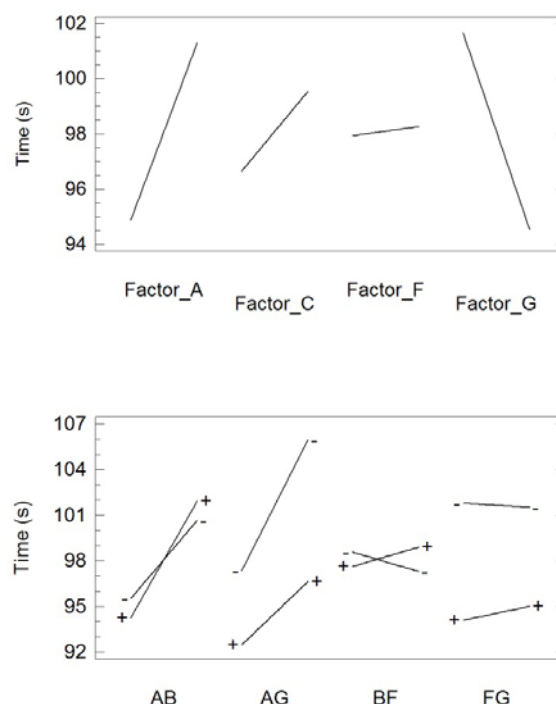 102
100
98
96
94
Time (s)
Factor_A
Factor_C
Factor_F
Factor_G
107
104
101
98
95
92
Time (s)
-
+
+
-
-
+
-
+
-
+
+
-
-
+
-
+
AB
AG
BF
FG